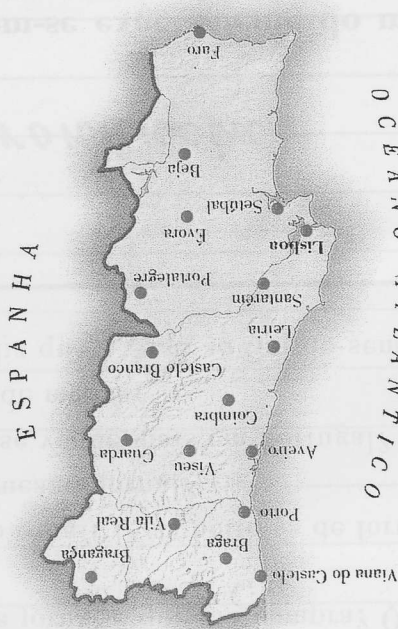 Viana do Castelo
Bragança
Braga
Vila Real
Porto
Aveiro
Viseu
Guarda
Coimbra
Castelo Branco
Leiria
Santarém
Portalegre
Lisboa
Évora
Setúbal
Beja
Faro
OCEANO ATLÂNTICO
ESPANHA